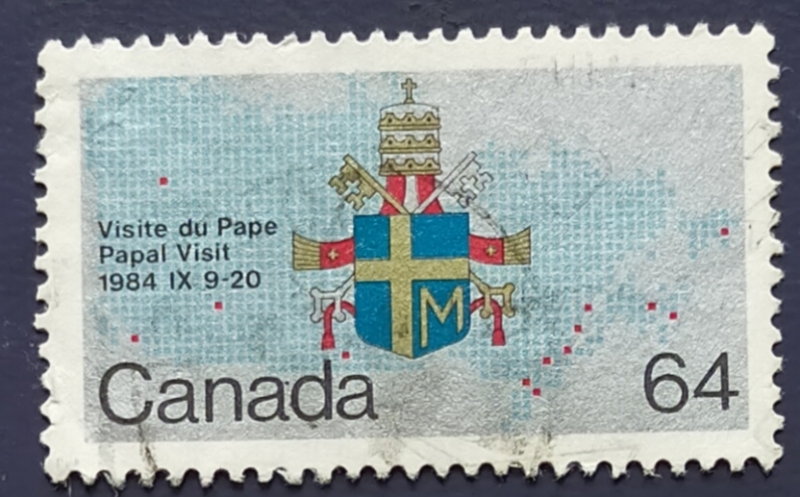 Visite du Pape
Papal Visit
1984 IX 9-20
M
Canada
64